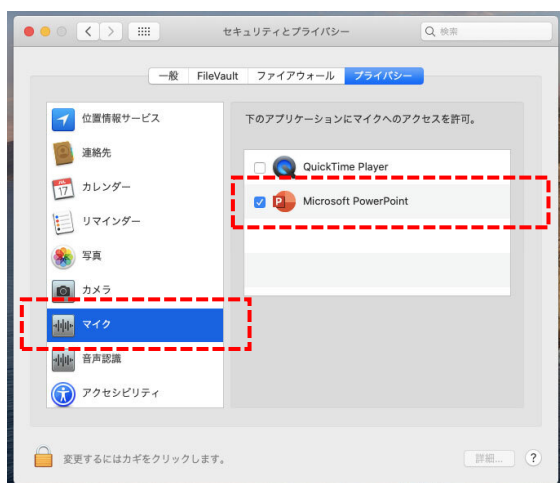 セキュリティとプライバシー
検索
一般 FileVault ファイアウォール プライバシー
位置情報サービス
連絡先
JUL
17
カレンダー
リマインダー
写真
カメラ
マイク
音声認識
アクセシビリティ
下のアプリケーションにマイクへのアクセスを許可。
QuickTime Player
P
Microsoft PowerPoint
変更するにはカギをクリックします。
詳細...
?